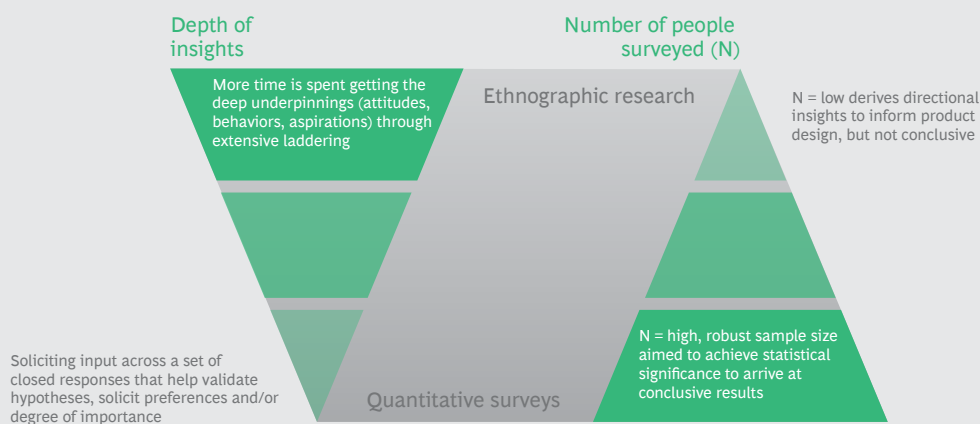 Depth of
insights
Number of people
surveyed (N)
More time is spent getting the
deep underpinnings (attitudes,
behaviors, aspirations) through
extensive laddering
Ethnographic research
N = low derives directional
insights to inform product
design, but not conclusive
Soliciting input across a set of
closed responses that help validate
hypotheses, solicit preferences and/or
degree of importance
Quantitative surveys
N = high, robust sample size
aimed to achieve statistical
significance to arrive at
conclusive results